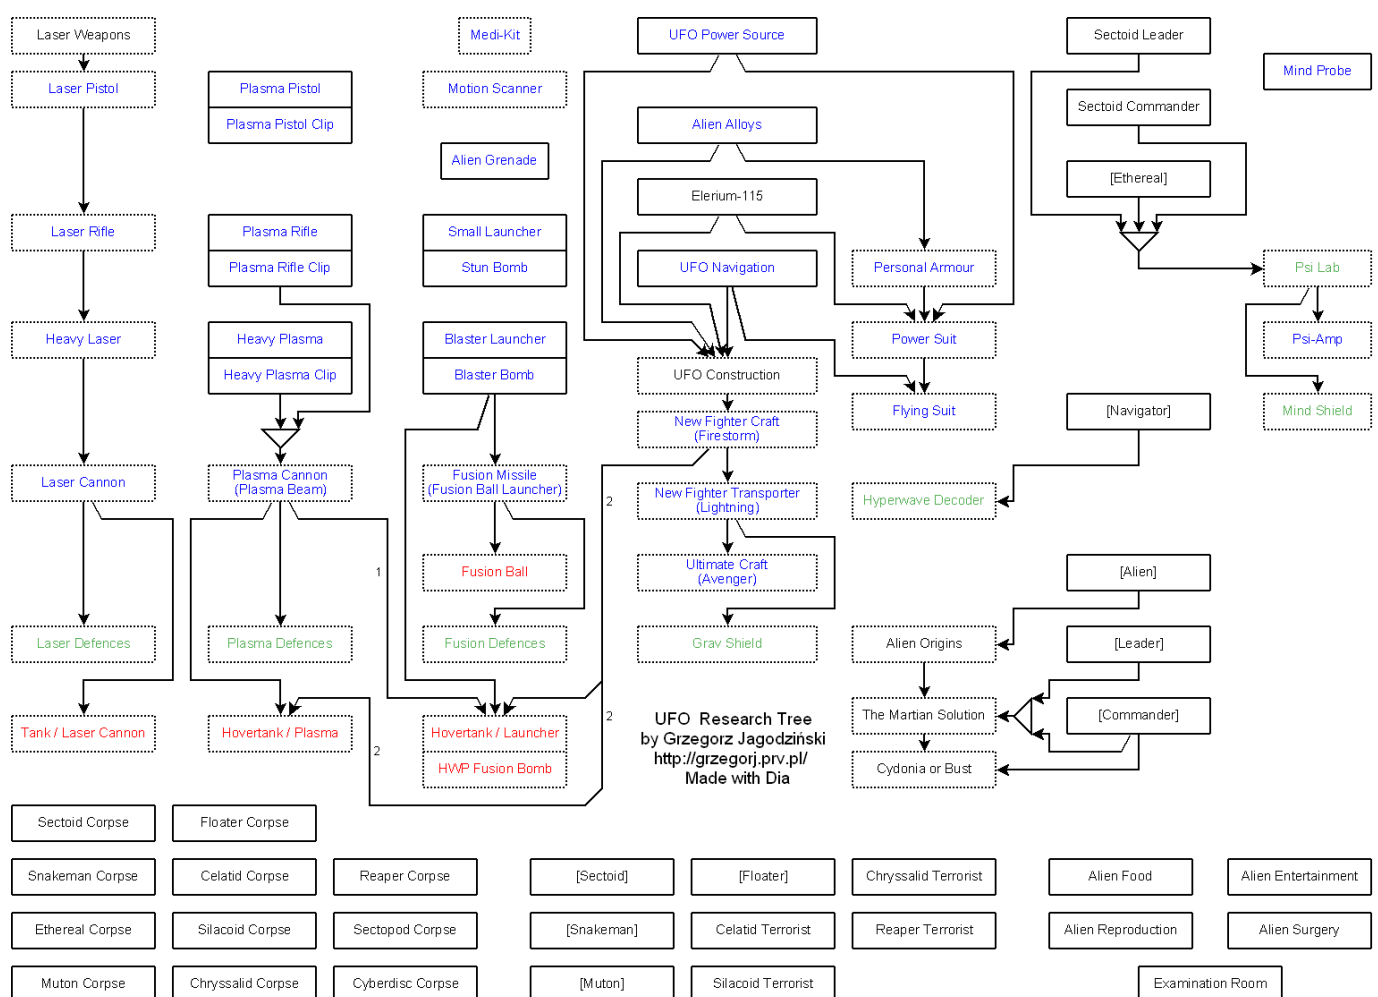 Laser Weapons
Medi-Kit
UFO Power Source
Sectoid Leader
Mind Probe
Laser Pistol
Plasma Pistol
Motion Scanner
Plasma Pistol Clip
Alien Alloys
Sectoid Commander
Alien Grenade
[Ethereal]
Elerium-115
Laser Rifle
Plasma Rifle
Small Launcher
Plasma Rifle Clip
Stun Bomb
UFO Navigation
Personal Armour
Psi Lab
Heavy Laser
Heavy Plasma
Blaster Launcher
Power Suit
Psi-Amp
Heavy Plasma Clip
Blaster Bomb
UFO Construction
Flying Suit
[Navigator]
Mind Shield
New Fighter Craft
(Firestorm)
Laser Cannon
Plasma Cannon
(Plasma Beam)
Fusion Missile
(Fusion Ball Launcher)
2
New Fighter Transporter
(Lightning)
Hyperwave Decoder
1
Fusion Ball
Ultimate Craft
(Avenger)
[Alien]
Laser Defences
Plasma Defences
Fusion Defences
Grav Shield
Alien Origins
[Leader]
2
The Martian Solution
[Commander]
Tank / Laser Cannon
Hovertank / Plasma
2
Hovertank / Launcher
HWP Fusion Bomb
Cydonia or Bust
UFO Research Tree
by Grzegorz Jagodziński
http://grzegorj.prv.pl/
Made with Dia
Sectoid Corpse
Floater Corpse
Snakeman Corpse
Celatid Corpse
Reaper Corpse
[Sectoid]
[Floater]
Chryssalid Terrorist
Alien Food
Alien Entertainment
Ethereal Corpse
Silacoid Corpse
Sectopod Corpse
[Snakeman]
Celatid Terrorist
Reaper Terrorist
Alien Reproduction
Alien Surgery
Muton Corpse
Chryssalid Corpse
Cyberdisc Corpse
[Muton]
Silacoid Terrorist
Examination Room